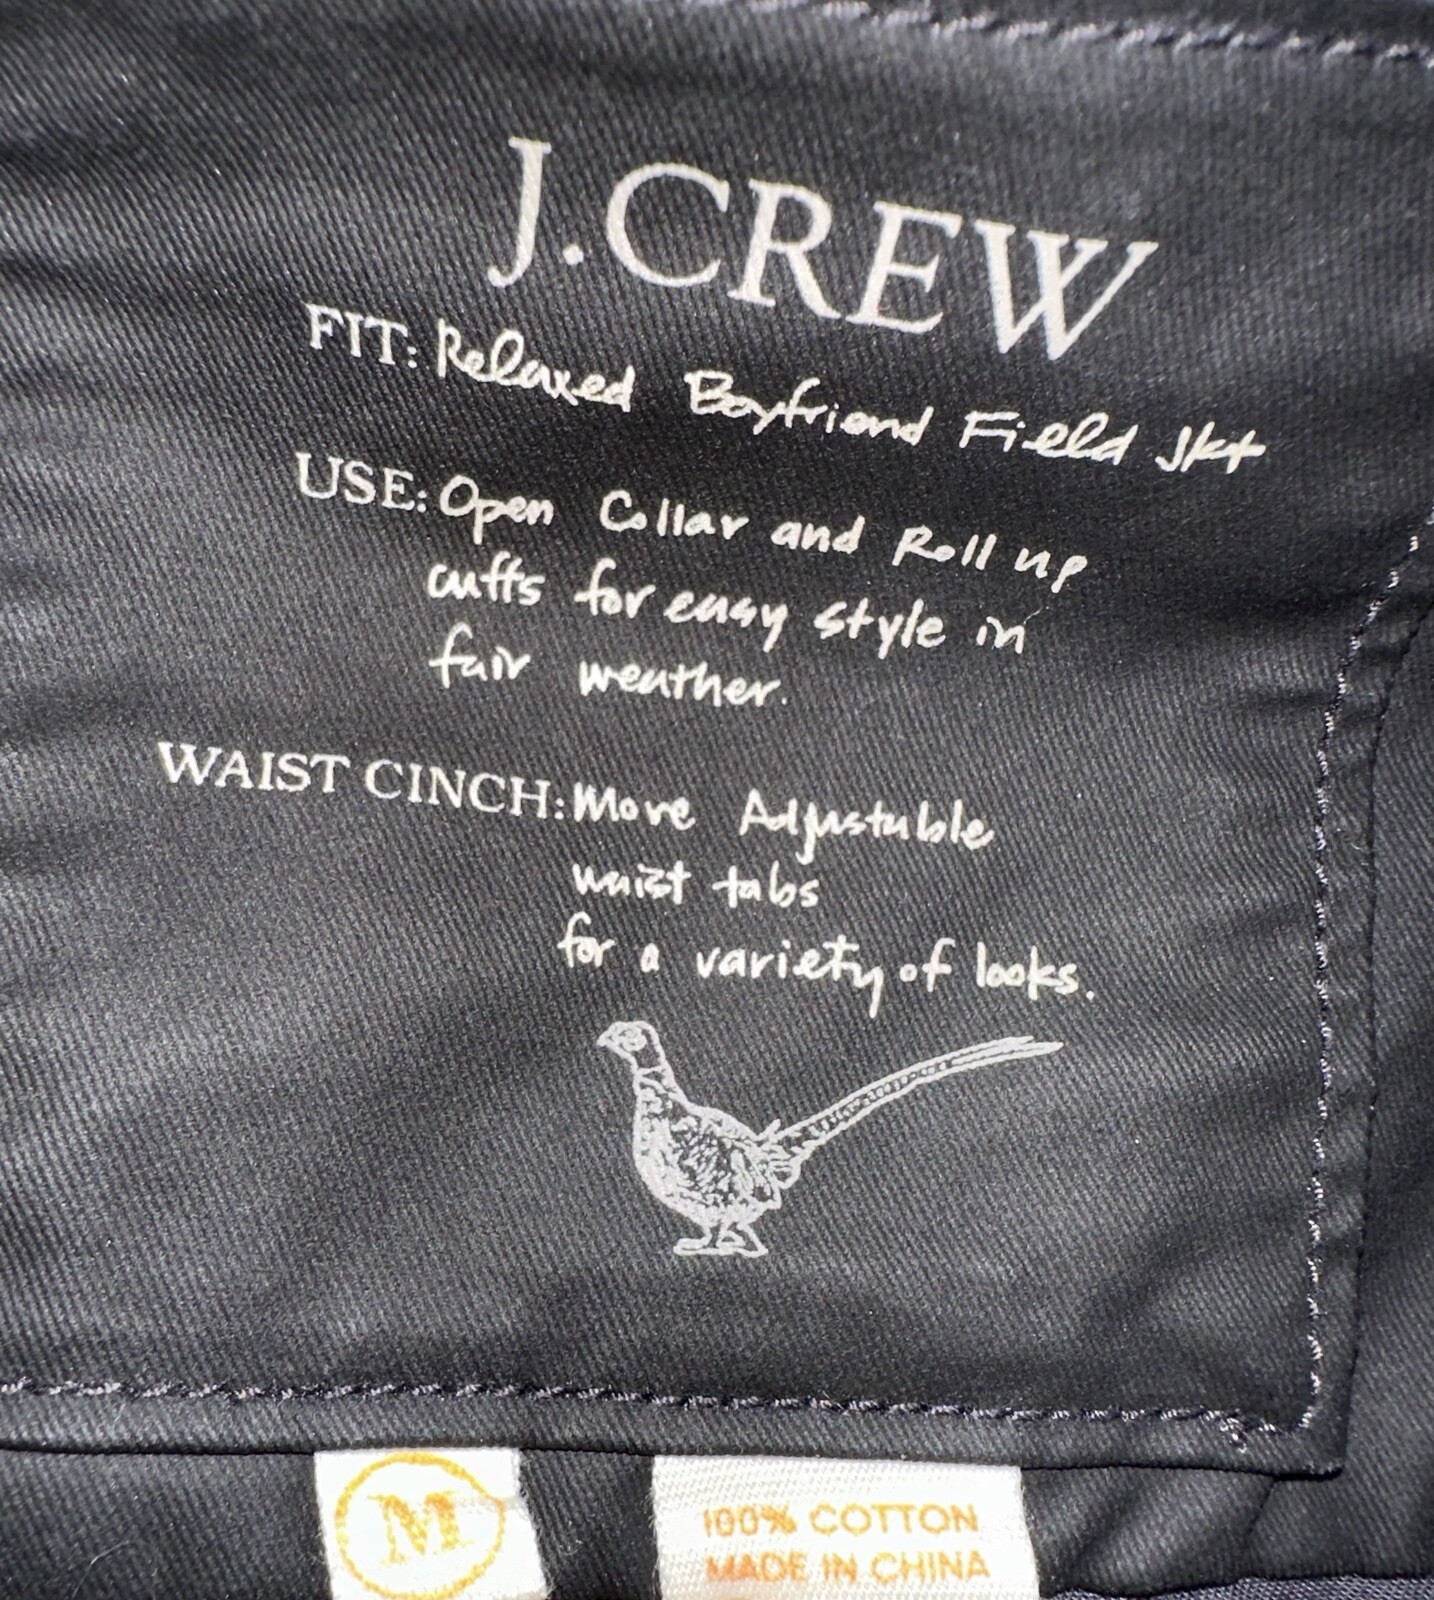 J.CREW
FIT: Relaxed Boyfriend Field Jkt
USE: Open Collar and Roll up
cuffs for easy style in
fair weather.
WAIST CINCH: Move Adjustable
waist tabs
for a variety of looks.
M
100% COTTON
MADE IN CHINA